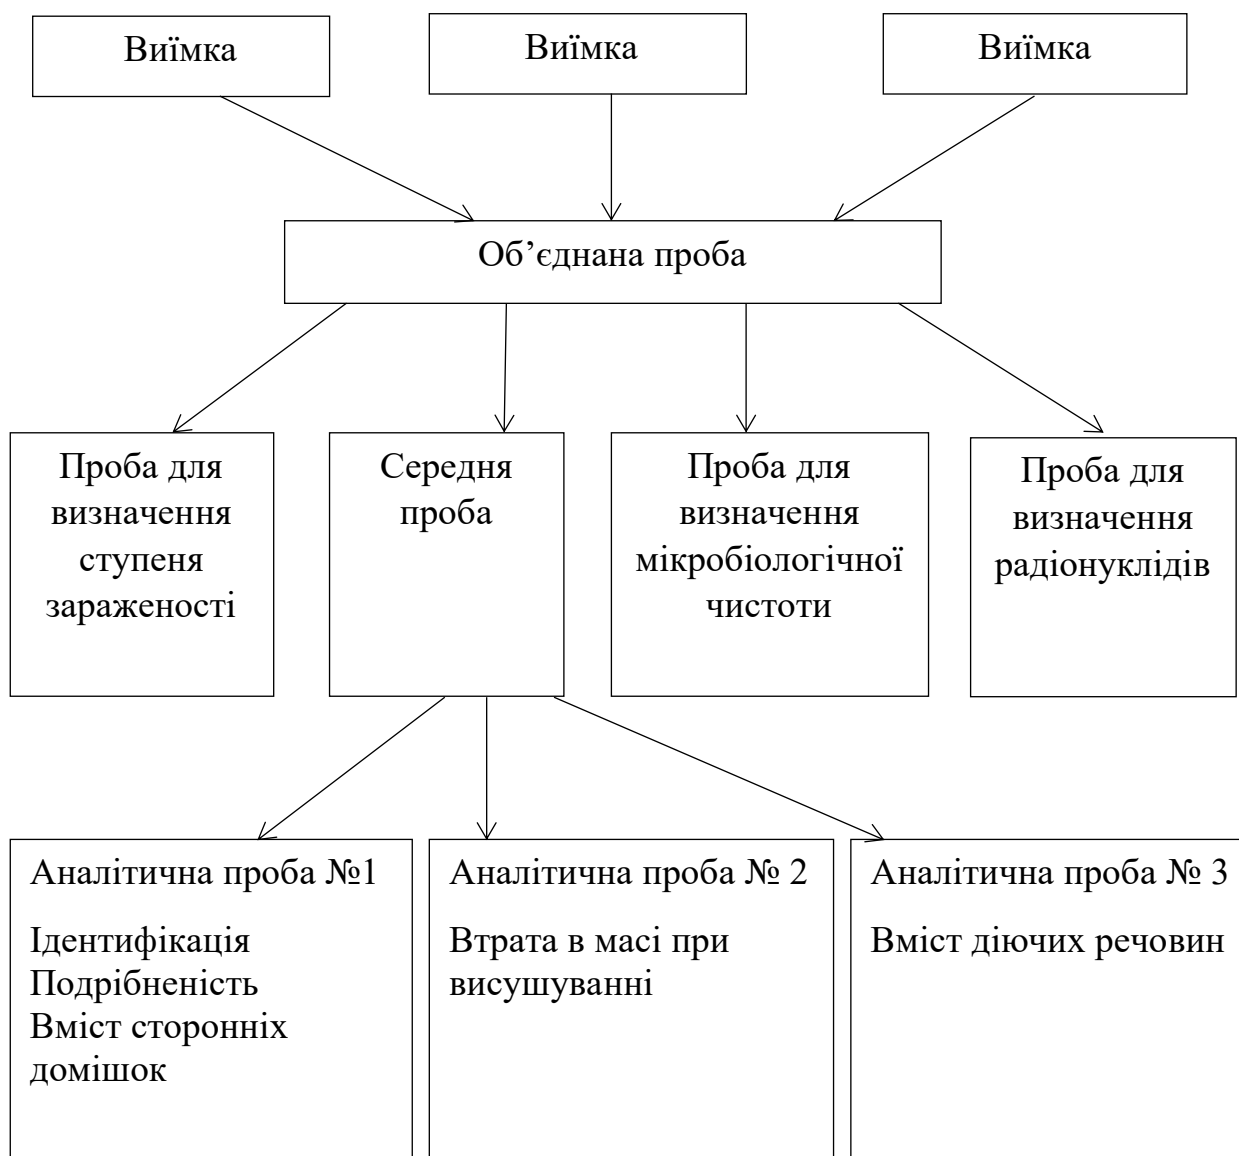 Виїмка
Виїмка
Виїмка
Об’єднана проба
Проба для
визначення
ступеня
зараженості
Середня
проба
Проба для
визначення
мікробіологічної
чистоти
Проба для
визначення
радіонуклідів
Аналітична проба №1
Ідентифікація
Подрібненість
Вміст сторонніх
домішок
Аналітична проба № 2
Втрата в масі при
висушуванні
Аналітична проба № 3
Вміст діючих речовин